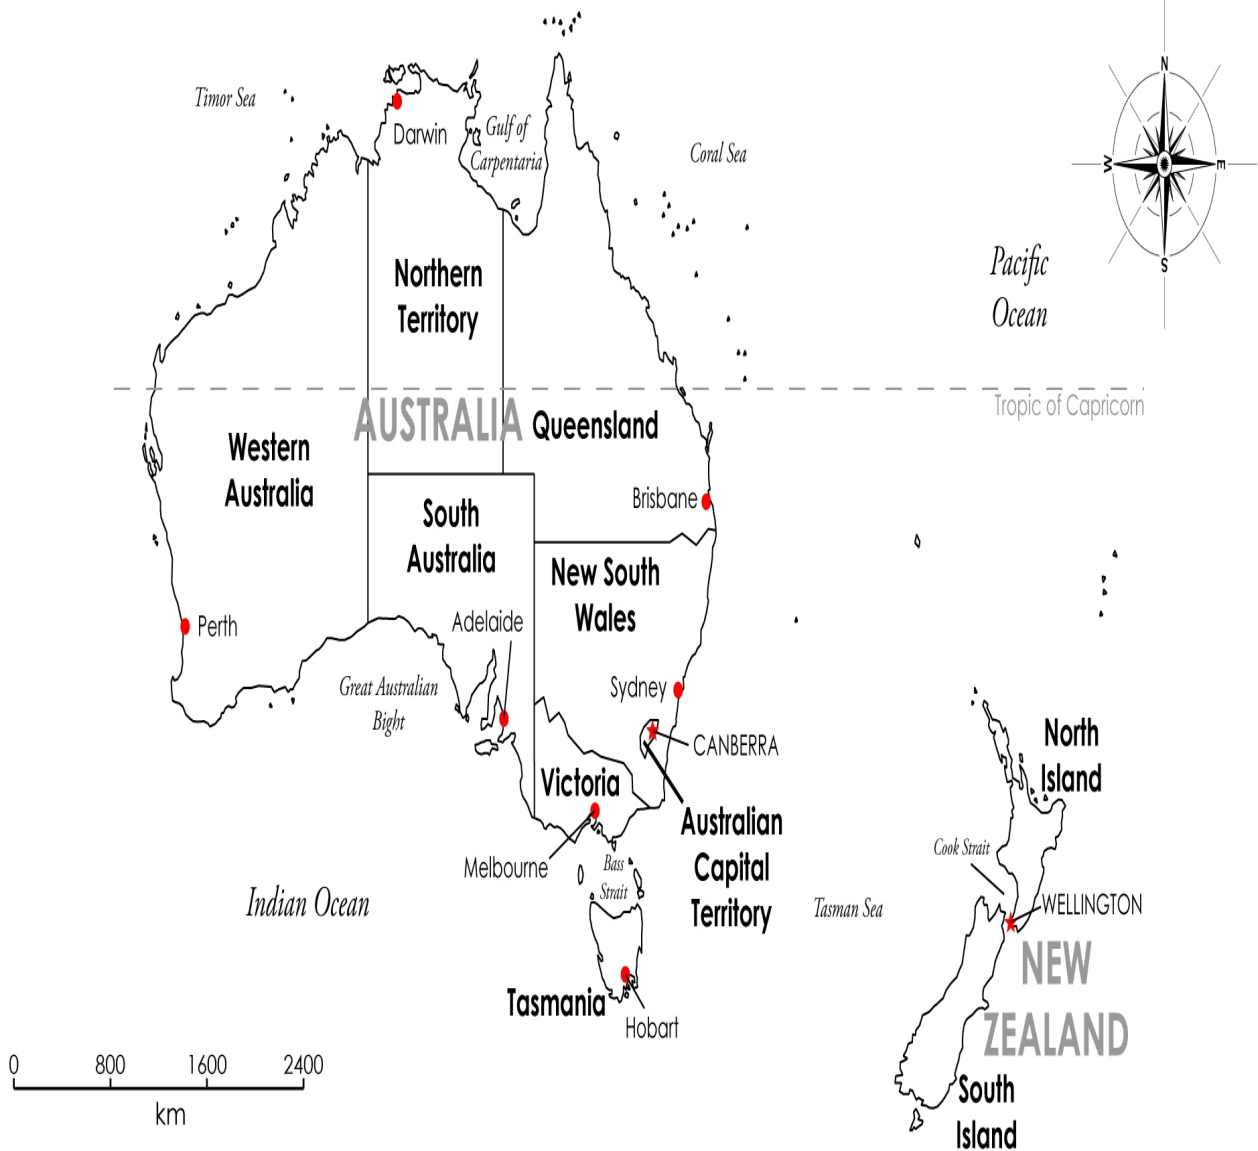 N
W
E
S
Timor Sea
Darwin
Gulf of
Carpentaria
Coral Sea
Pacific
Ocean
Northern
Territory
Tropic of Capricorn
AUSTRALIA
Queensland
Western
Australia
Brisbane
South
Australia
New South
Wales
Adelaide
Perth
Great Australian
Bight
Sydney
CANBERRA
Victoria
Australian
Capital
Territory
Melbourne
Bass
Strait
Indian Ocean
Tasman Sea
Tasmania
Hobart
North
Island
Cook Strait
WELLINGTON
NEW
ZEALAND
South
Island
0 800 1600 2400
km